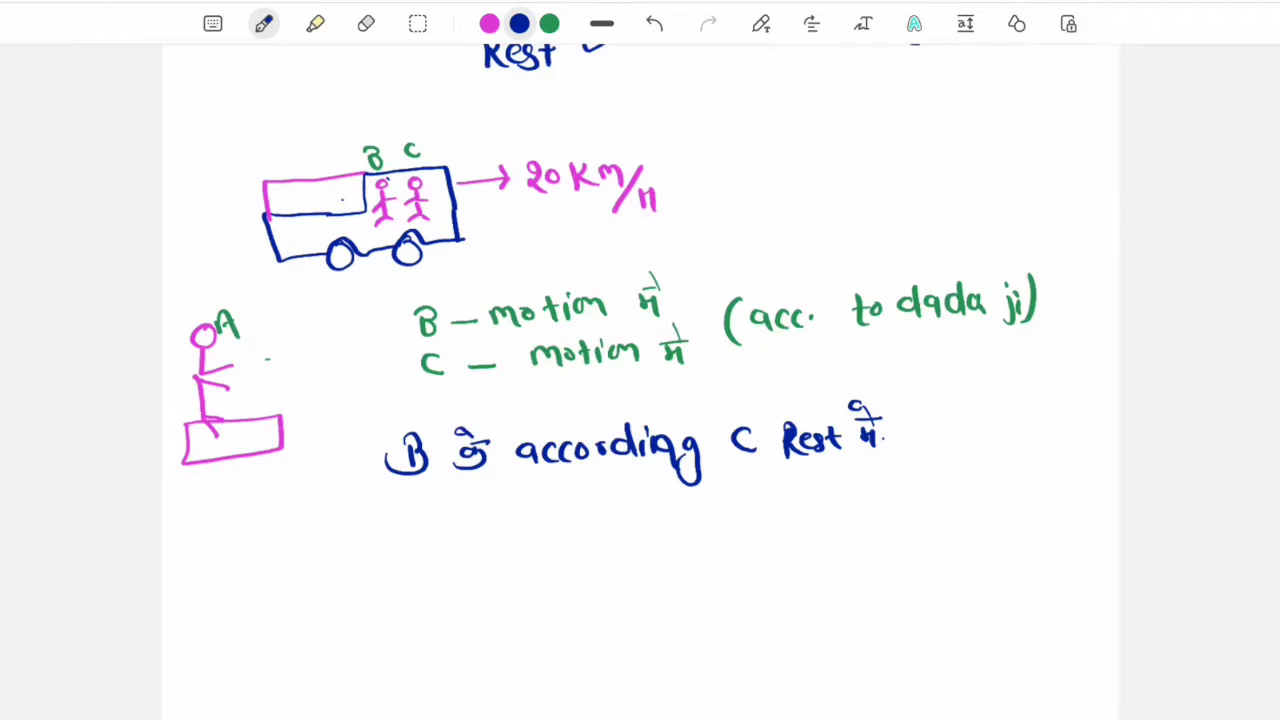 Rest
B C
20 Km/H
A
B - motion में (acc. to dada ji)
C - motion में
B के according C Rest में.